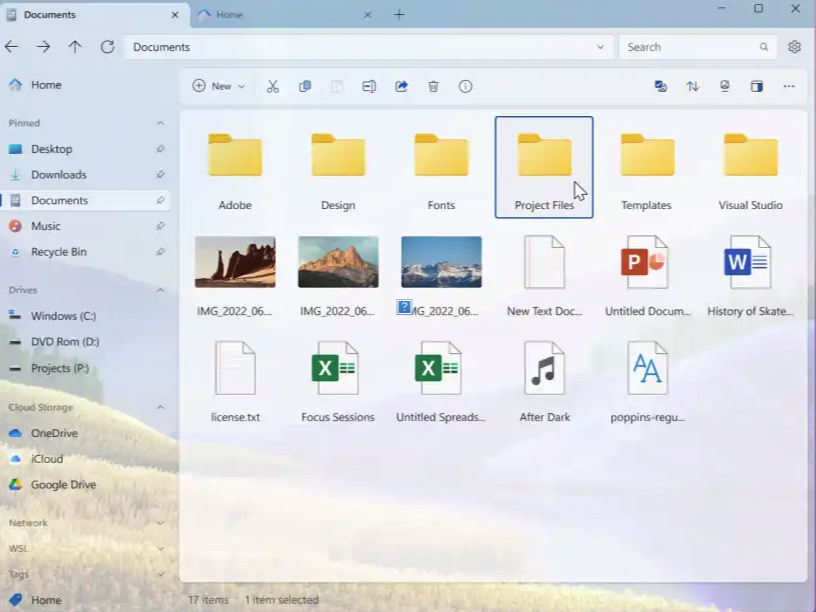 Documents
Home
Documents
Search
Home
New
Pinned
Desktop
Downloads
Documents
Music
Recycle Bin
Drives
Windows (C:)
DVD Rom (D:)
Projects (P:)
Cloud Storage
OneDrive
iCloud
Google Drive
Network
WSL
Tags
Home
Adobe
Design
Fonts
Project Files
Templates
Visual Studio
IMG_2022_06...
IMG_2022_06...
MG_2022_06...
New Text Doc...
Untitled Docum...
History of Skate...
license.txt
Focus Sessions
Untitled Spreads...
After Dark
poppins-regu...
17 items
1 item selected